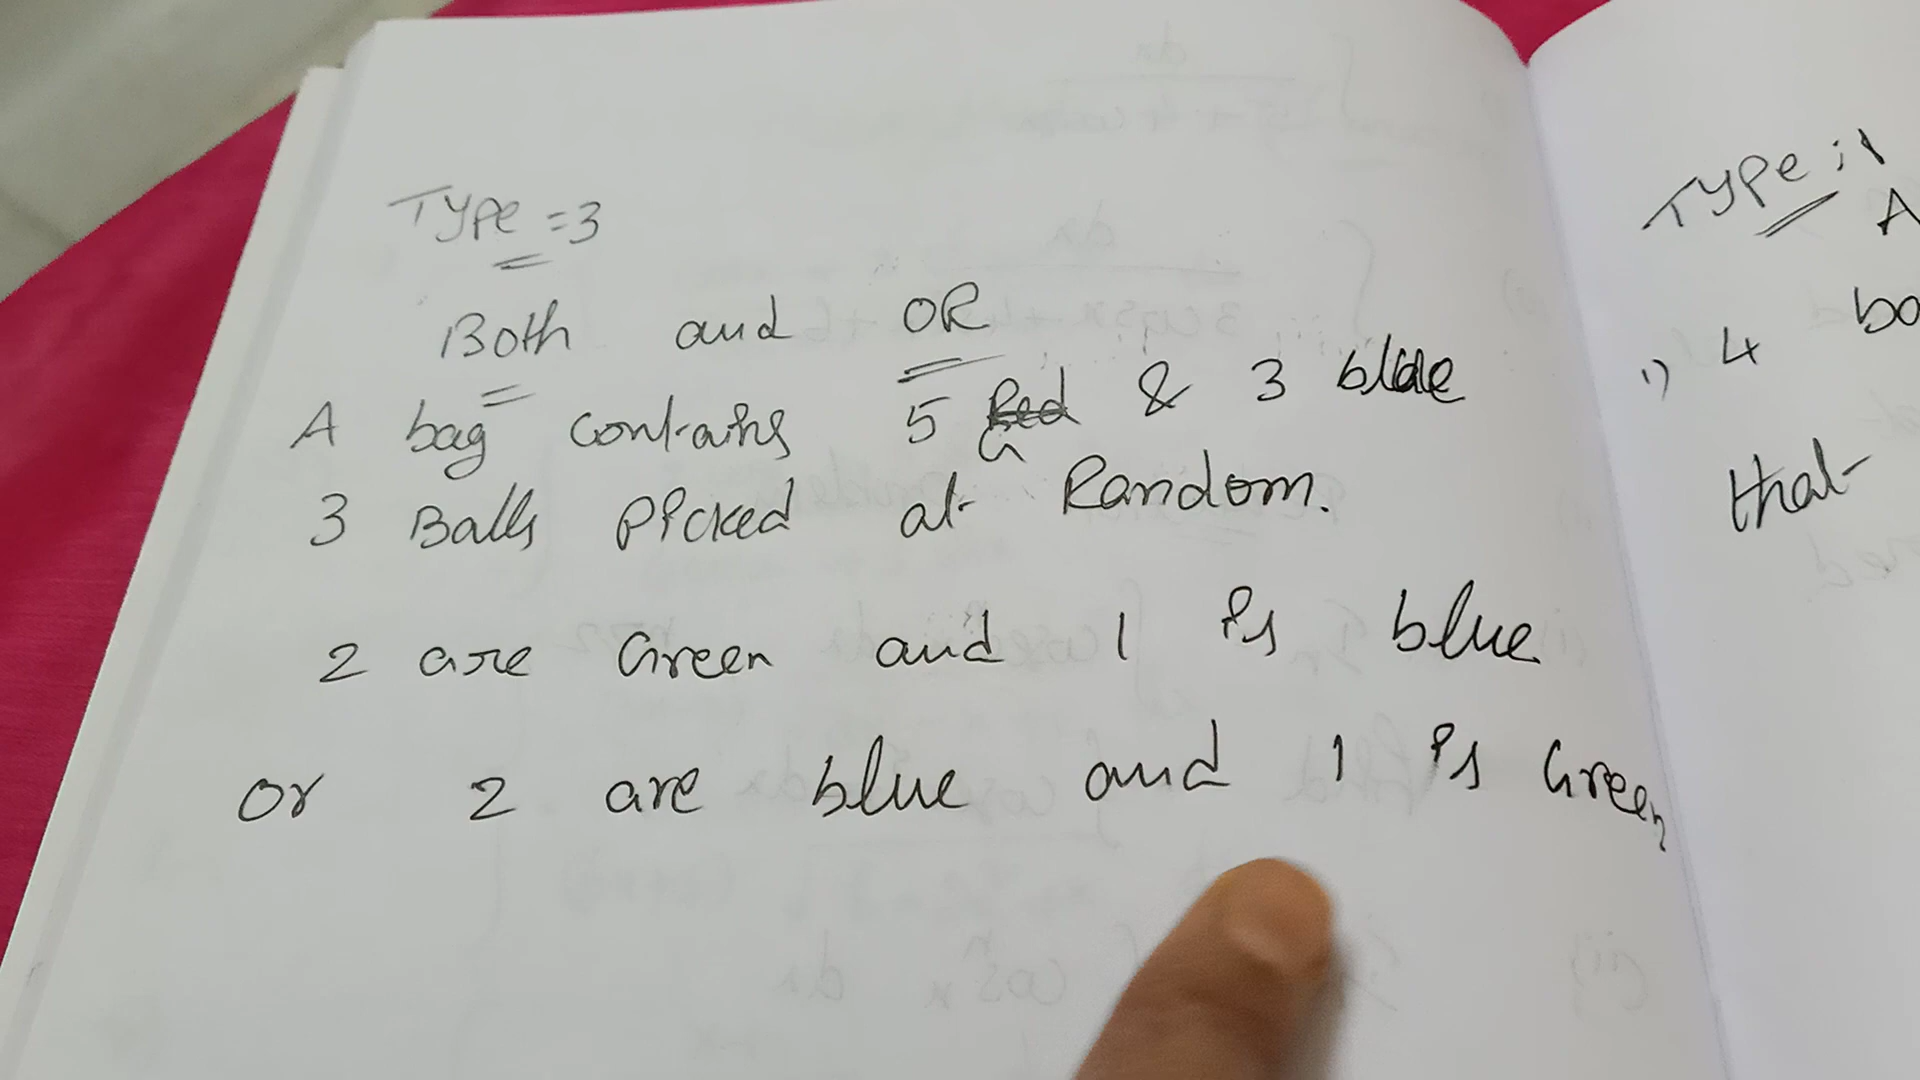 Type = 3
Both and OR
A bag contains 5 G & 3 blue
3 Balls Picked at Random.
2 are Green and 1 is blue
or 2 are blue and 1 is Green
Type : 1
A
1) 4 ba
that